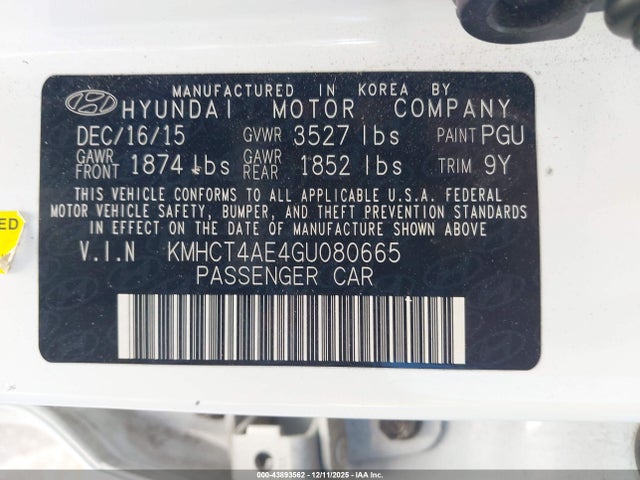 MANUFACTURED IN KOREA BY
HYUNDAI MOTOR COMPANY
DEC/16/15 GVWR 3527 lbs PAINT PGU
GAWR FRONT 1874 lbs GAWR REAR 1852 lbs TRIM 9Y
THIS VEHICLE CONFORMS TO ALL APPLICABLE U.S.A. FEDERAL
MOTOR VEHICLE SAFETY, BUMPER, AND THEFT PREVENTION STANDARDS
IN EFFECT ON THE DATE OF MANUFACTURE SHOWN ABOVE
V.I.N KMHCT4AE4GU080665
PASSENGER CAR
000-43893562 - 12/11/2025 - IAA Inc.